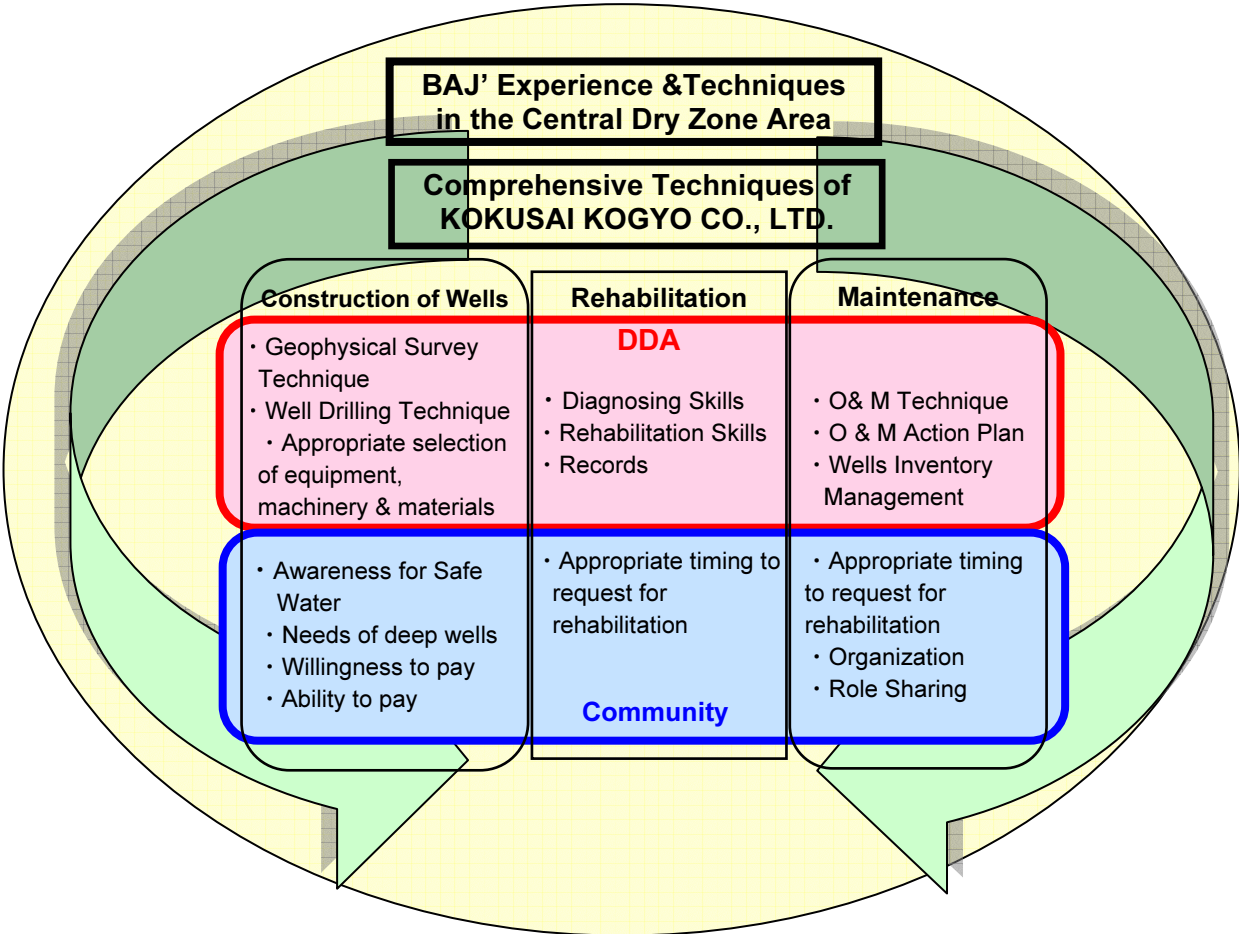 BAJ’ Experience &Techniques
in the Central Dry Zone Area
Comprehensive Techniques of
KOKUSAI KOGYO CO., LTD.
Construction of Wells
Rehabilitation
Maintenance
DDA
・Geophysical Survey
Technique
・Well Drilling Technique
・Appropriate selection
of equipment,
machinery & materials
・Diagnosing Skills
・Rehabilitation Skills
・Records
・O& M Technique
・O & M Action Plan
・Wells Inventory
Management
・Awareness for Safe
Water
・Needs of deep wells
・Willingness to pay
・Ability to pay
・Appropriate timing to
request for
rehabilitation
・Appropriate timing
to request for
rehabilitation
・Organization
・Role Sharing
Community